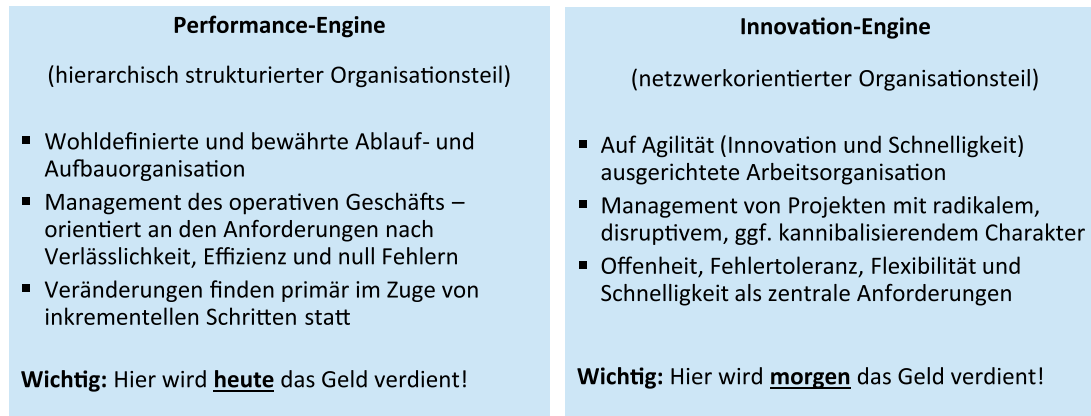 Performance-Engine
(hierarchisch strukturierter Organisationsteil)
▪ Wohldefinierte und bewährte Ablauf- und
Aufbauorganisation
▪ Management des operativen Geschäfts –
orientiert an den Anforderungen nach
Verlässlichkeit, Effizienz und null Fehlern
▪ Veränderungen finden primär im Zuge von
inkrementellen Schritten statt
Wichtig: Hier wird heute das Geld verdient!
Innovation-Engine
(netzwerkorientierter Organisationsteil)
▪ Auf Agilität (Innovation und Schnelligkeit)
ausgerichtete Arbeitsorganisation
▪ Management von Projekten mit radikalem,
disruptivem, ggf. kannibalisierendem Charakter
▪ Offenheit, Fehlertoleranz, Flexibilität und
Schnelligkeit als zentrale Anforderungen
Wichtig: Hier wird morgen das Geld verdient!